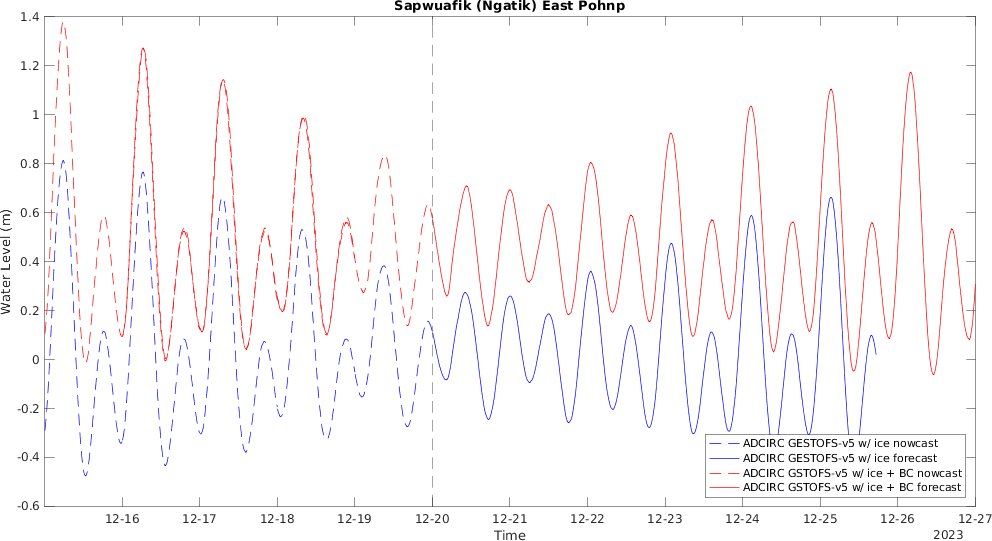 Sapwuafik (Ngatik) East Pohnp
1.4
1.2
1
0.8
0.6
0.4
0.2
0
-0.2
-0.4
-0.6
Water Level (m)
ADCIRC GESTOFS-v5 w/ ice nowcast
ADCIRC GESTOFS-v5 w/ ice forecast
ADCIRC GSTOFS-v5 w/ ice + BC nowcast
ADCIRC GSTOFS-v5 w/ ice + BC forecast
12-16 12-17 12-18 12-19 12-20 12-21 12-22 12-23 12-24 12-25 12-26 12-27
Time
2023